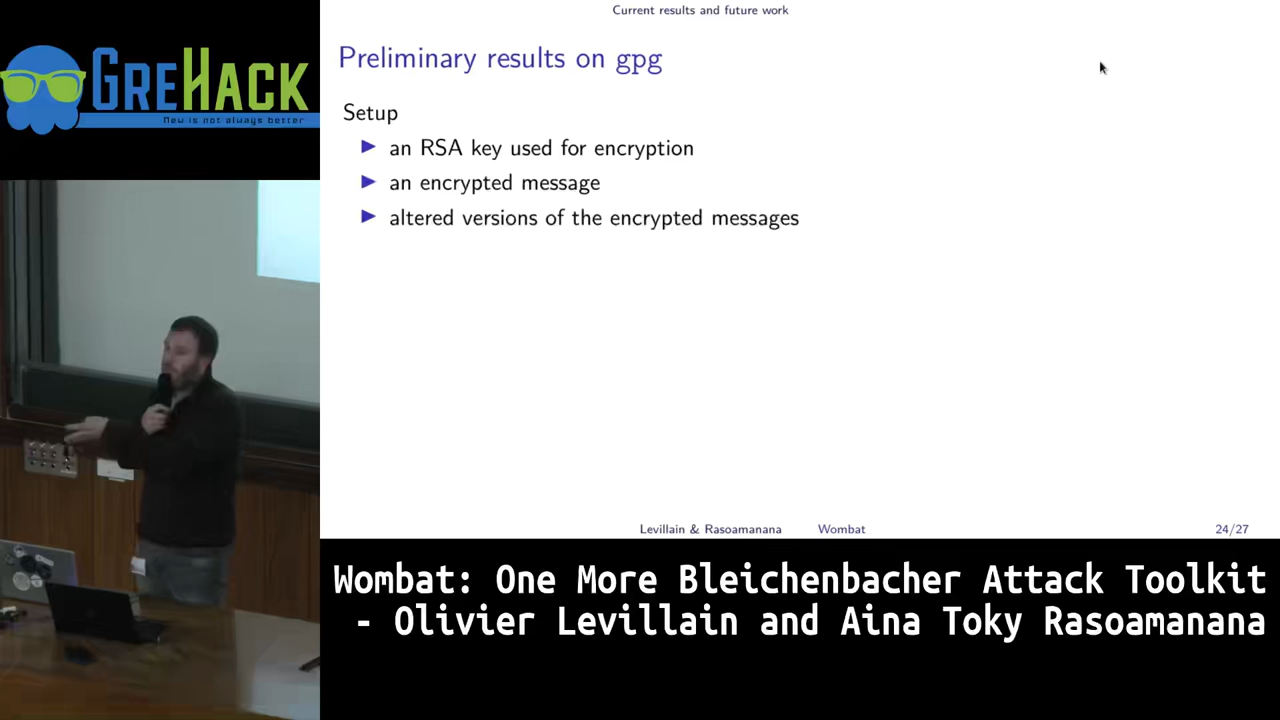 GREHACK
New is not always better
Current results and future work
Preliminary results on gpg
Setup
an RSA key used for encryption
an encrypted message
altered versions of the encrypted messages
Levillain & Rasoamanana Wombat 24/27
Wombat: One More Bleichenbacher Attack Toolkit
- Olivier Levillain and Aina Toky Rasoamanana